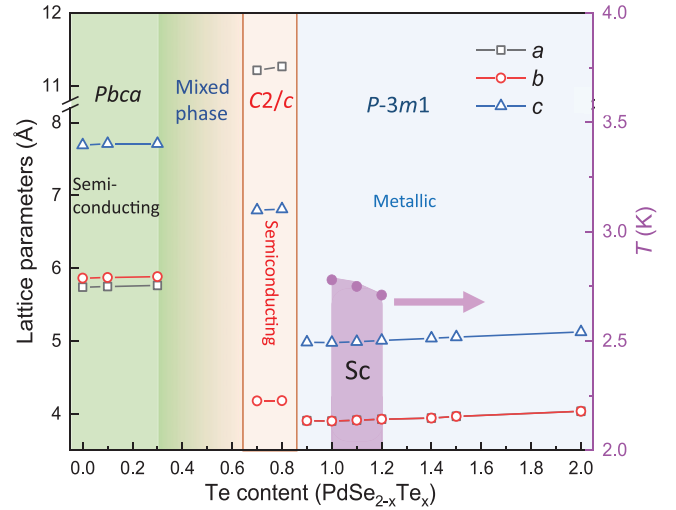 12
11
8
7
6
5
4
Lattice parameters (Å)
Pbca
Semi-
conducting
Mixed
phase
C2/c
Semiconducting
P-3m1
Metallic
Sc
a
b
c
4.0
3.5
3.0
2.5
2.0
T (K)
0.0 0.2 0.4 0.6 0.8 1.0 1.2 1.4 1.6 1.8 2.0
Te content (PdSe2-xTex)